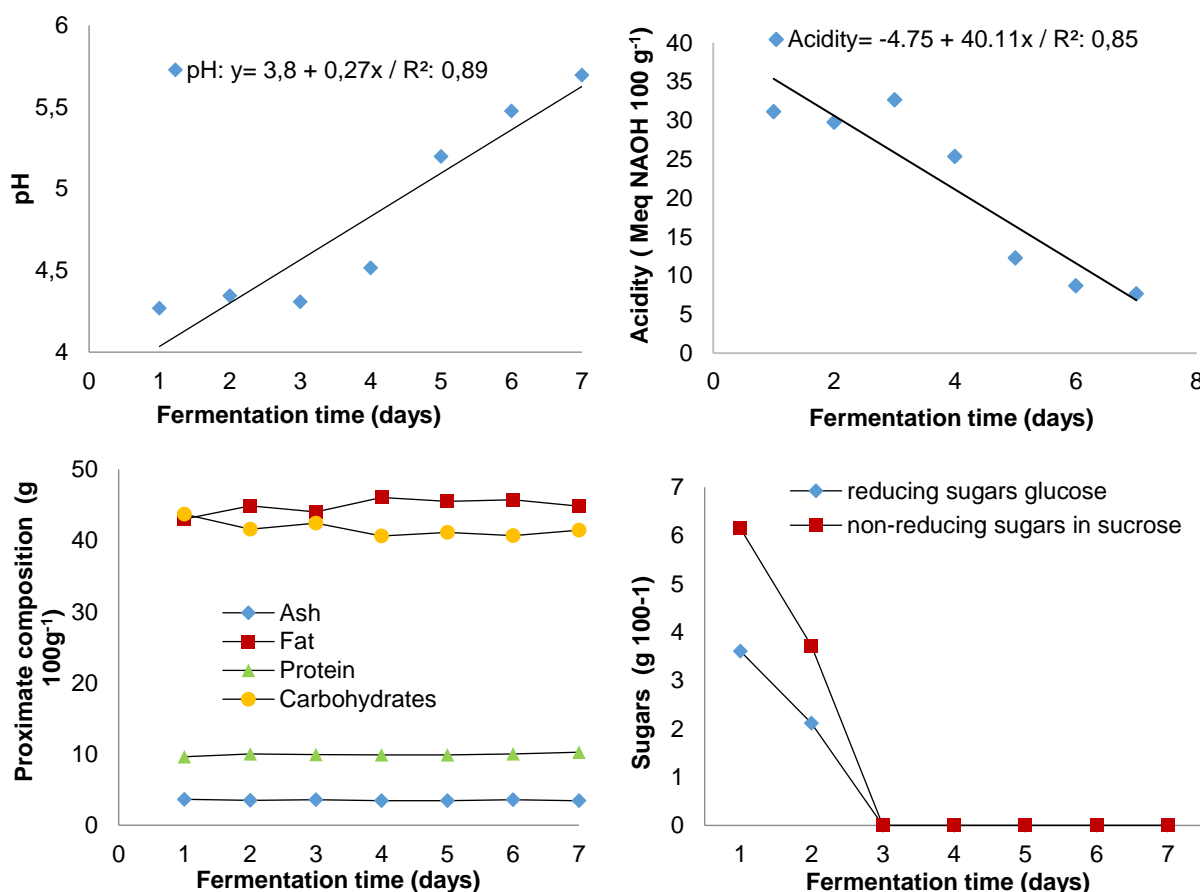 6
5,5
5
4,5
4
pH
pH: y= 3,8 + 0,27x / R²: 0,89
0 1 2 3 4 5 6 7
Fermentation time (days)
40
35
30
25
20
15
10
5
0
Acidity ( Meq NAOH 100 g⁻¹)
Acidity= -4.75 + 40.11x / R²: 0,85
0 2 4 6 8
Fermentation time (days)
50
40
30
20
10
0
Proximate composition (g
100g⁻¹)
Ash
Fat
Protein
Carbohydrates
0 1 2 3 4 5 6 7
Fermentation time (days)
7
6
5
4
3
2
1
0
Sugars (g 100-1)
reducing sugars glucose
non-reducing sugars in sucrose
1 2 3 4 5 6 7
Fermentation time (days)